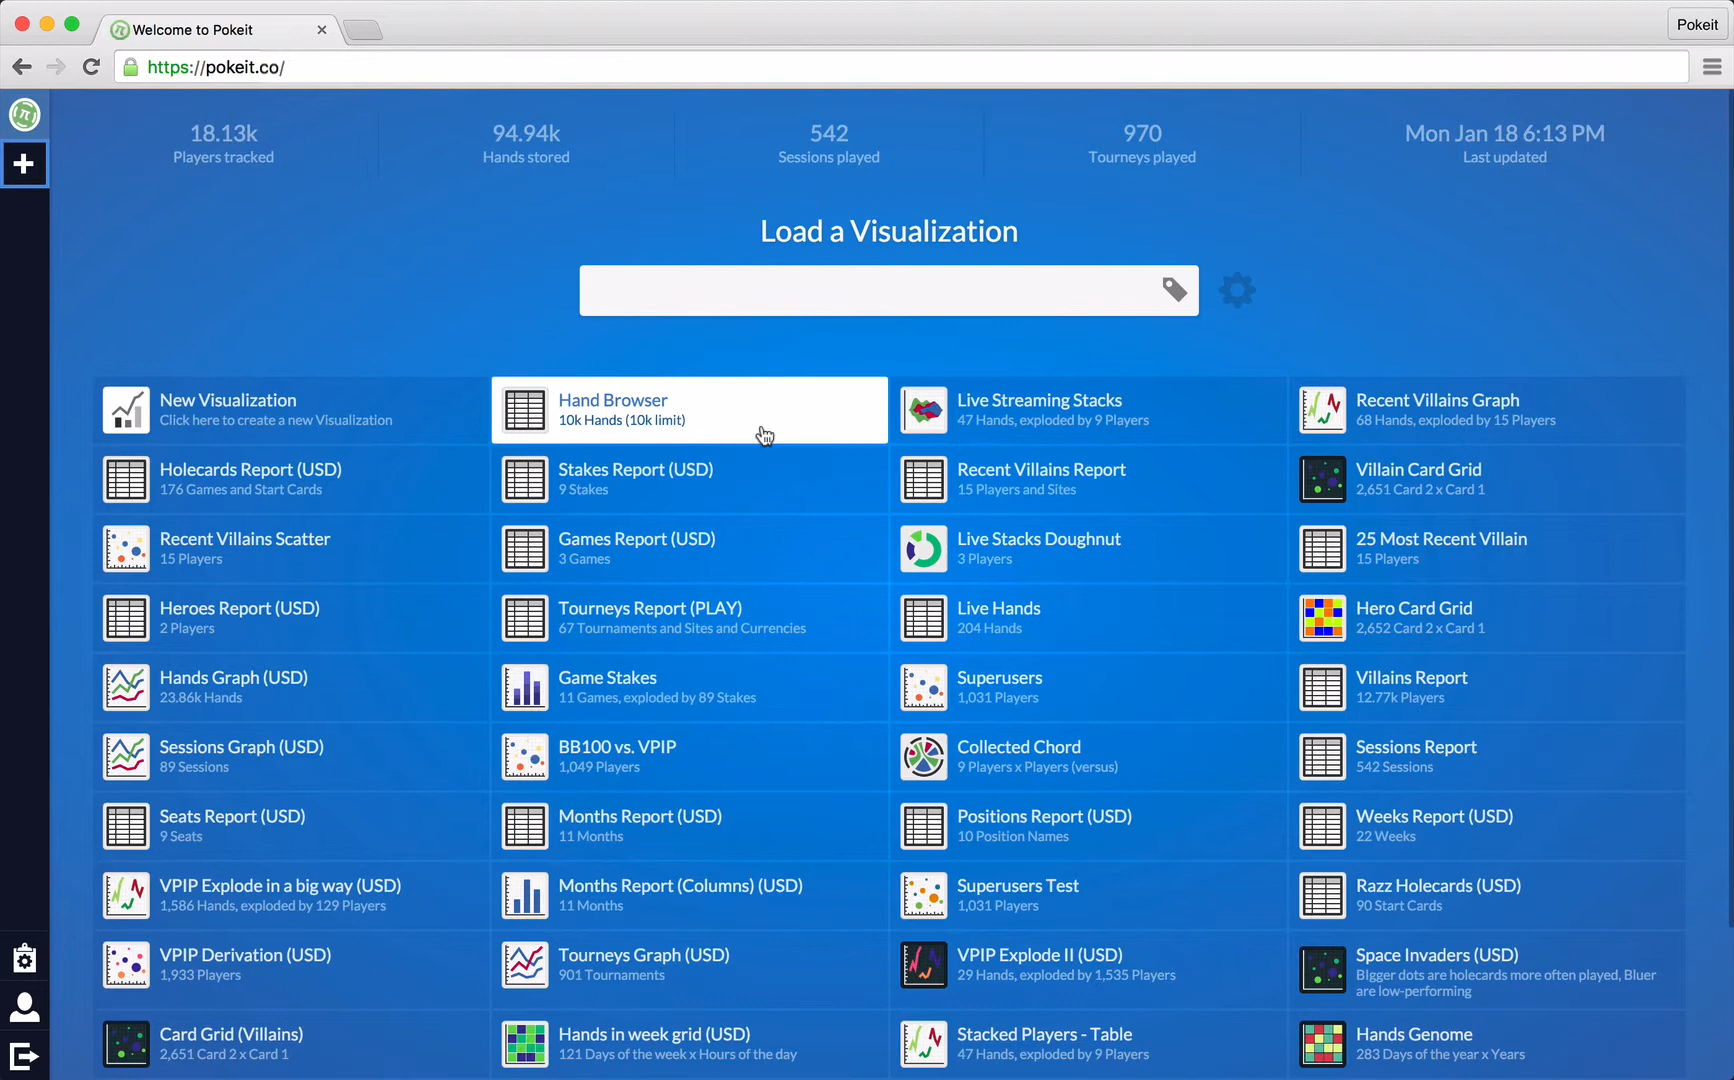 Welcome to Pokeit
Pokeit
https://pokeit.co/
18.13k
Players tracked
94.94k
Hands stored
542
Sessions played
970
Tourneys played
Mon Jan 18 6:13 PM
Last updated
Load a Visualization
New Visualization
Click here to create a new Visualization
Hand Browser
10k Hands (10k limit)
Live Streaming Stacks
47 Hands, exploded by 9 Players
Recent Villains Graph
68 Hands, exploded by 15 Players
Holecards Report (USD)
176 Games and Start Cards
Stakes Report (USD)
9 Stakes
Recent Villains Report
15 Players and Sites
Villain Card Grid
2,651 Card 2 x Card 1
Recent Villains Scatter
15 Players
Games Report (USD)
3 Games
Live Stacks Doughnut
3 Players
25 Most Recent Villain
15 Players
Heroes Report (USD)
2 Players
Tourneys Report (PLAY)
67 Tournaments and Sites and Currencies
Live Hands
204 Hands
Hero Card Grid
2,652 Card 2 x Card 1
Hands Graph (USD)
23.86k Hands
Game Stakes
11 Games, exploded by 89 Stakes
Superusers
1,031 Players
Villains Report
12.77k Players
Sessions Graph (USD)
89 Sessions
BB100 vs. VPIP
1,049 Players
Collected Chord
9 Players x Players (versus)
Sessions Report
542 Sessions
Seats Report (USD)
9 Seats
Months Report (USD)
11 Months
Positions Report (USD)
10 Position Names
Weeks Report (USD)
22 Weeks
VPIP Explode in a big way (USD)
1,586 Hands, exploded by 129 Players
Months Report (Columns) (USD)
11 Months
Superusers Test
1,031 Players
Razz Holecards (USD)
90 Start Cards
VPIP Derivation (USD)
1,933 Players
Tourneys Graph (USD)
901 Tournaments
VPIP Explode II (USD)
29 Hands, exploded by 1,535 Players
Space Invaders (USD)
BIgger dots are holecards more often played, Bluer
are low-performing
Card Grid (Villains)
2,651 Card 2 x Card 1
Hands in week grid (USD)
121 Days of the week x Hours of the day
Stacked Players - Table
47 Hands, exploded by 9 Players
Hands Genome
283 Days of the year x Years